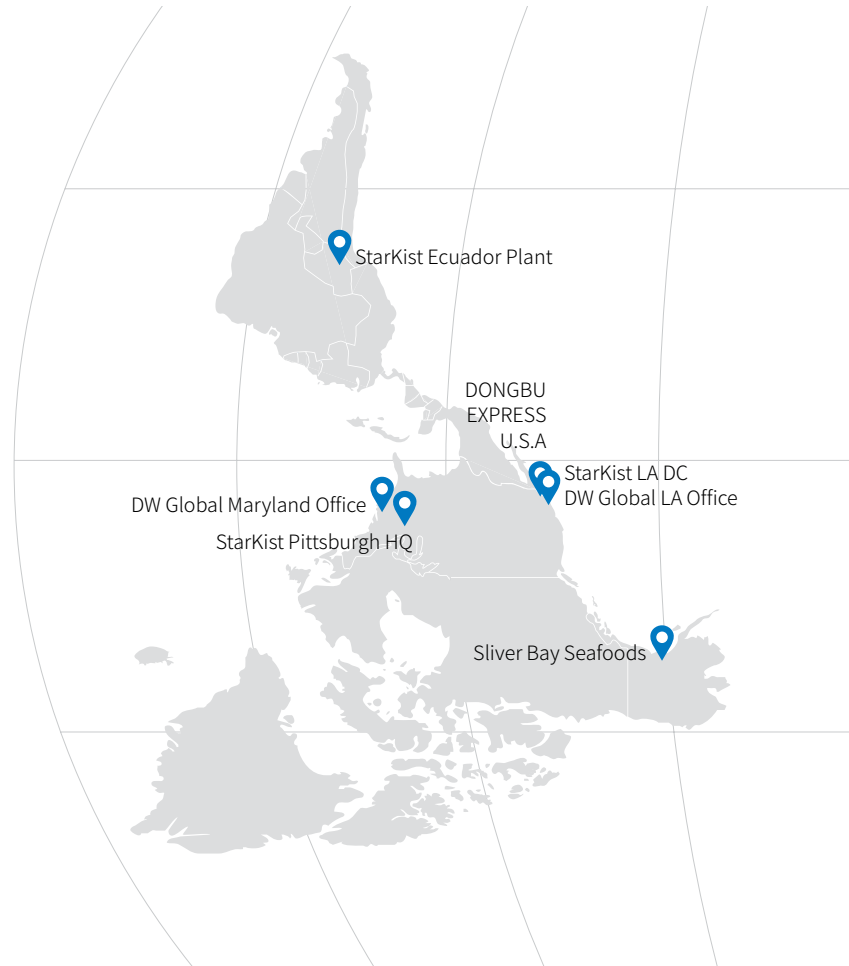 StarKist Ecuador Plant
DONGBU
EXPRESS
U.S.A
StarKist LA DC
DW Global LA Office
DW Global Maryland Office
StarKist Pittsburgh HQ
Sliver Bay Seafoods